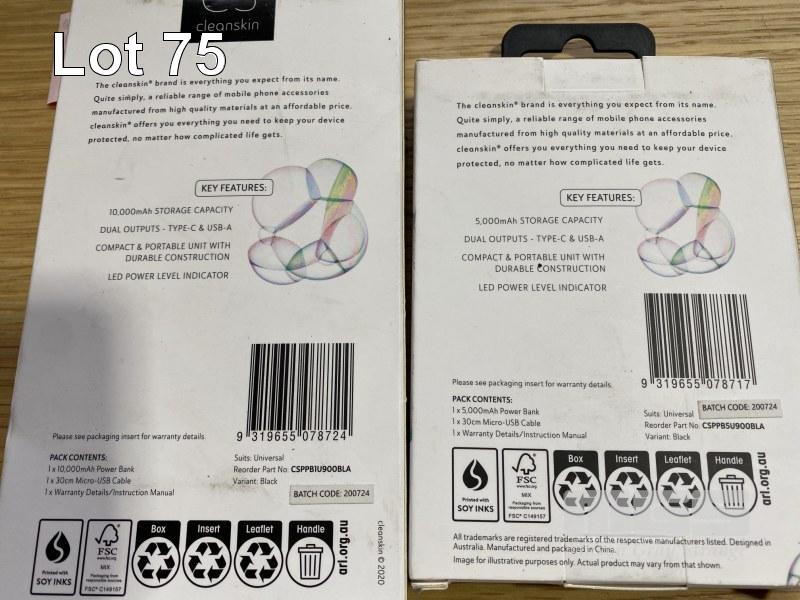 Lot 75
cleanskin
The cleanskin® brand is everything you expect from its name.
Quite simply, a reliable range of mobile phone accessories
manufactured from high quality materials at an affordable price.
cleanskin® offers you everything you need to keep your device
protected, no matter how complicated life gets.
KEY FEATURES:
10,000mAh STORAGE CAPACITY
DUAL OUTPUTS - TYPE-C & USB-A
COMPACT & PORTABLE UNIT WITH
DURABLE CONSTRUCTION
LED POWER LEVEL INDICATOR
9 319655 078724
Please see packaging insert for warranty details.
PACK CONTENTS:
1 x 10,000mAh Power Bank
1 x 30cm Micro-USB Cable
1 x Warranty Details/Instruction Manual
Suits: Universal
Reorder Part No: CSPPB1U900BLA
Variant: Black
BATCH CODE: 200724
Printed with
SOY INKS
FSC
www.fsc.org
MIX
Packaging from
responsible sources
FSC® C149157
Box
Insert
Leaflet
Handle
arl.org.au
cleanskin © 2020
The cleanskin® brand is everything you expect from its name.
Quite simply, a reliable range of mobile phone accessories
manufactured from high quality materials at an affordable price.
cleanskin® offers you everything you need to keep your device
protected, no matter how complicated life gets.
KEY FEATURES:
5,000mAh STORAGE CAPACITY
DUAL OUTPUTS - TYPE-C & USB-A
COMPACT & PORTABLE UNIT WITH
DURABLE CONSTRUCTION
LED POWER LEVEL INDICATOR
9 319655 078717
Please see packaging insert for warranty details.
PACK CONTENTS:
1 x 5,000mAh Power Bank
1 x 30cm Micro-USB Cable
1 x Warranty Details/Instruction Manual
Suits: Universal
Reorder Part No: CSPPB5U900BLA
Variant: Black
BATCH CODE: 200724
Printed with
SOY INKS
FSC
www.fsc.org
MIX
Packaging from
responsible sources
FSC® C149157
Box
Insert
Leaflet
Handle
arl.org.au
All trademarks are registered trademarks of the respective manufacturers listed. Designed in
Australia. Manufactured and packaged in China.
Image for illustrative purposes only. Actual product may vary from that shown.